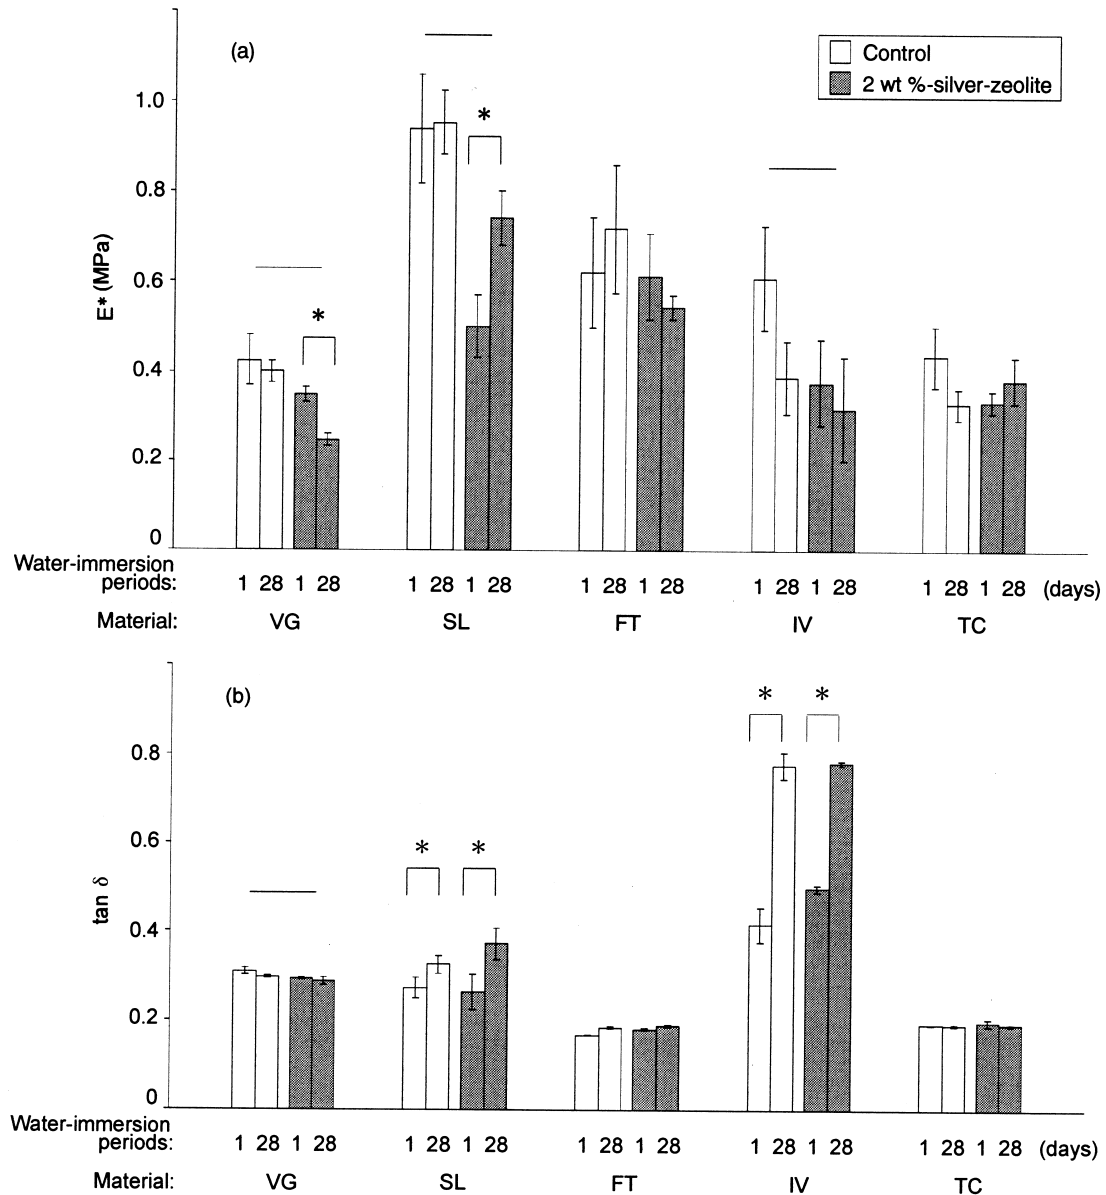 (a)
Control
2 wt %-silver-zeolite
1.0
0.8
0.6
0.4
0.2
0
E* (MPa)
*
*
Water-immersion
periods: 1 28 1 28 1 28 1 28 1 28 1 28 1 28 1 28 1 28 1 28 (days)
Material: VG SL FT IV TC
(b)
0.8
0.6
0.4
0.2
0
tan δ
* *
* *
Water-immersion
periods: 1 28 1 28 1 28 1 28 1 28 1 28 1 28 1 28 1 28 1 28 (days)
Material: VG SL FT IV TC